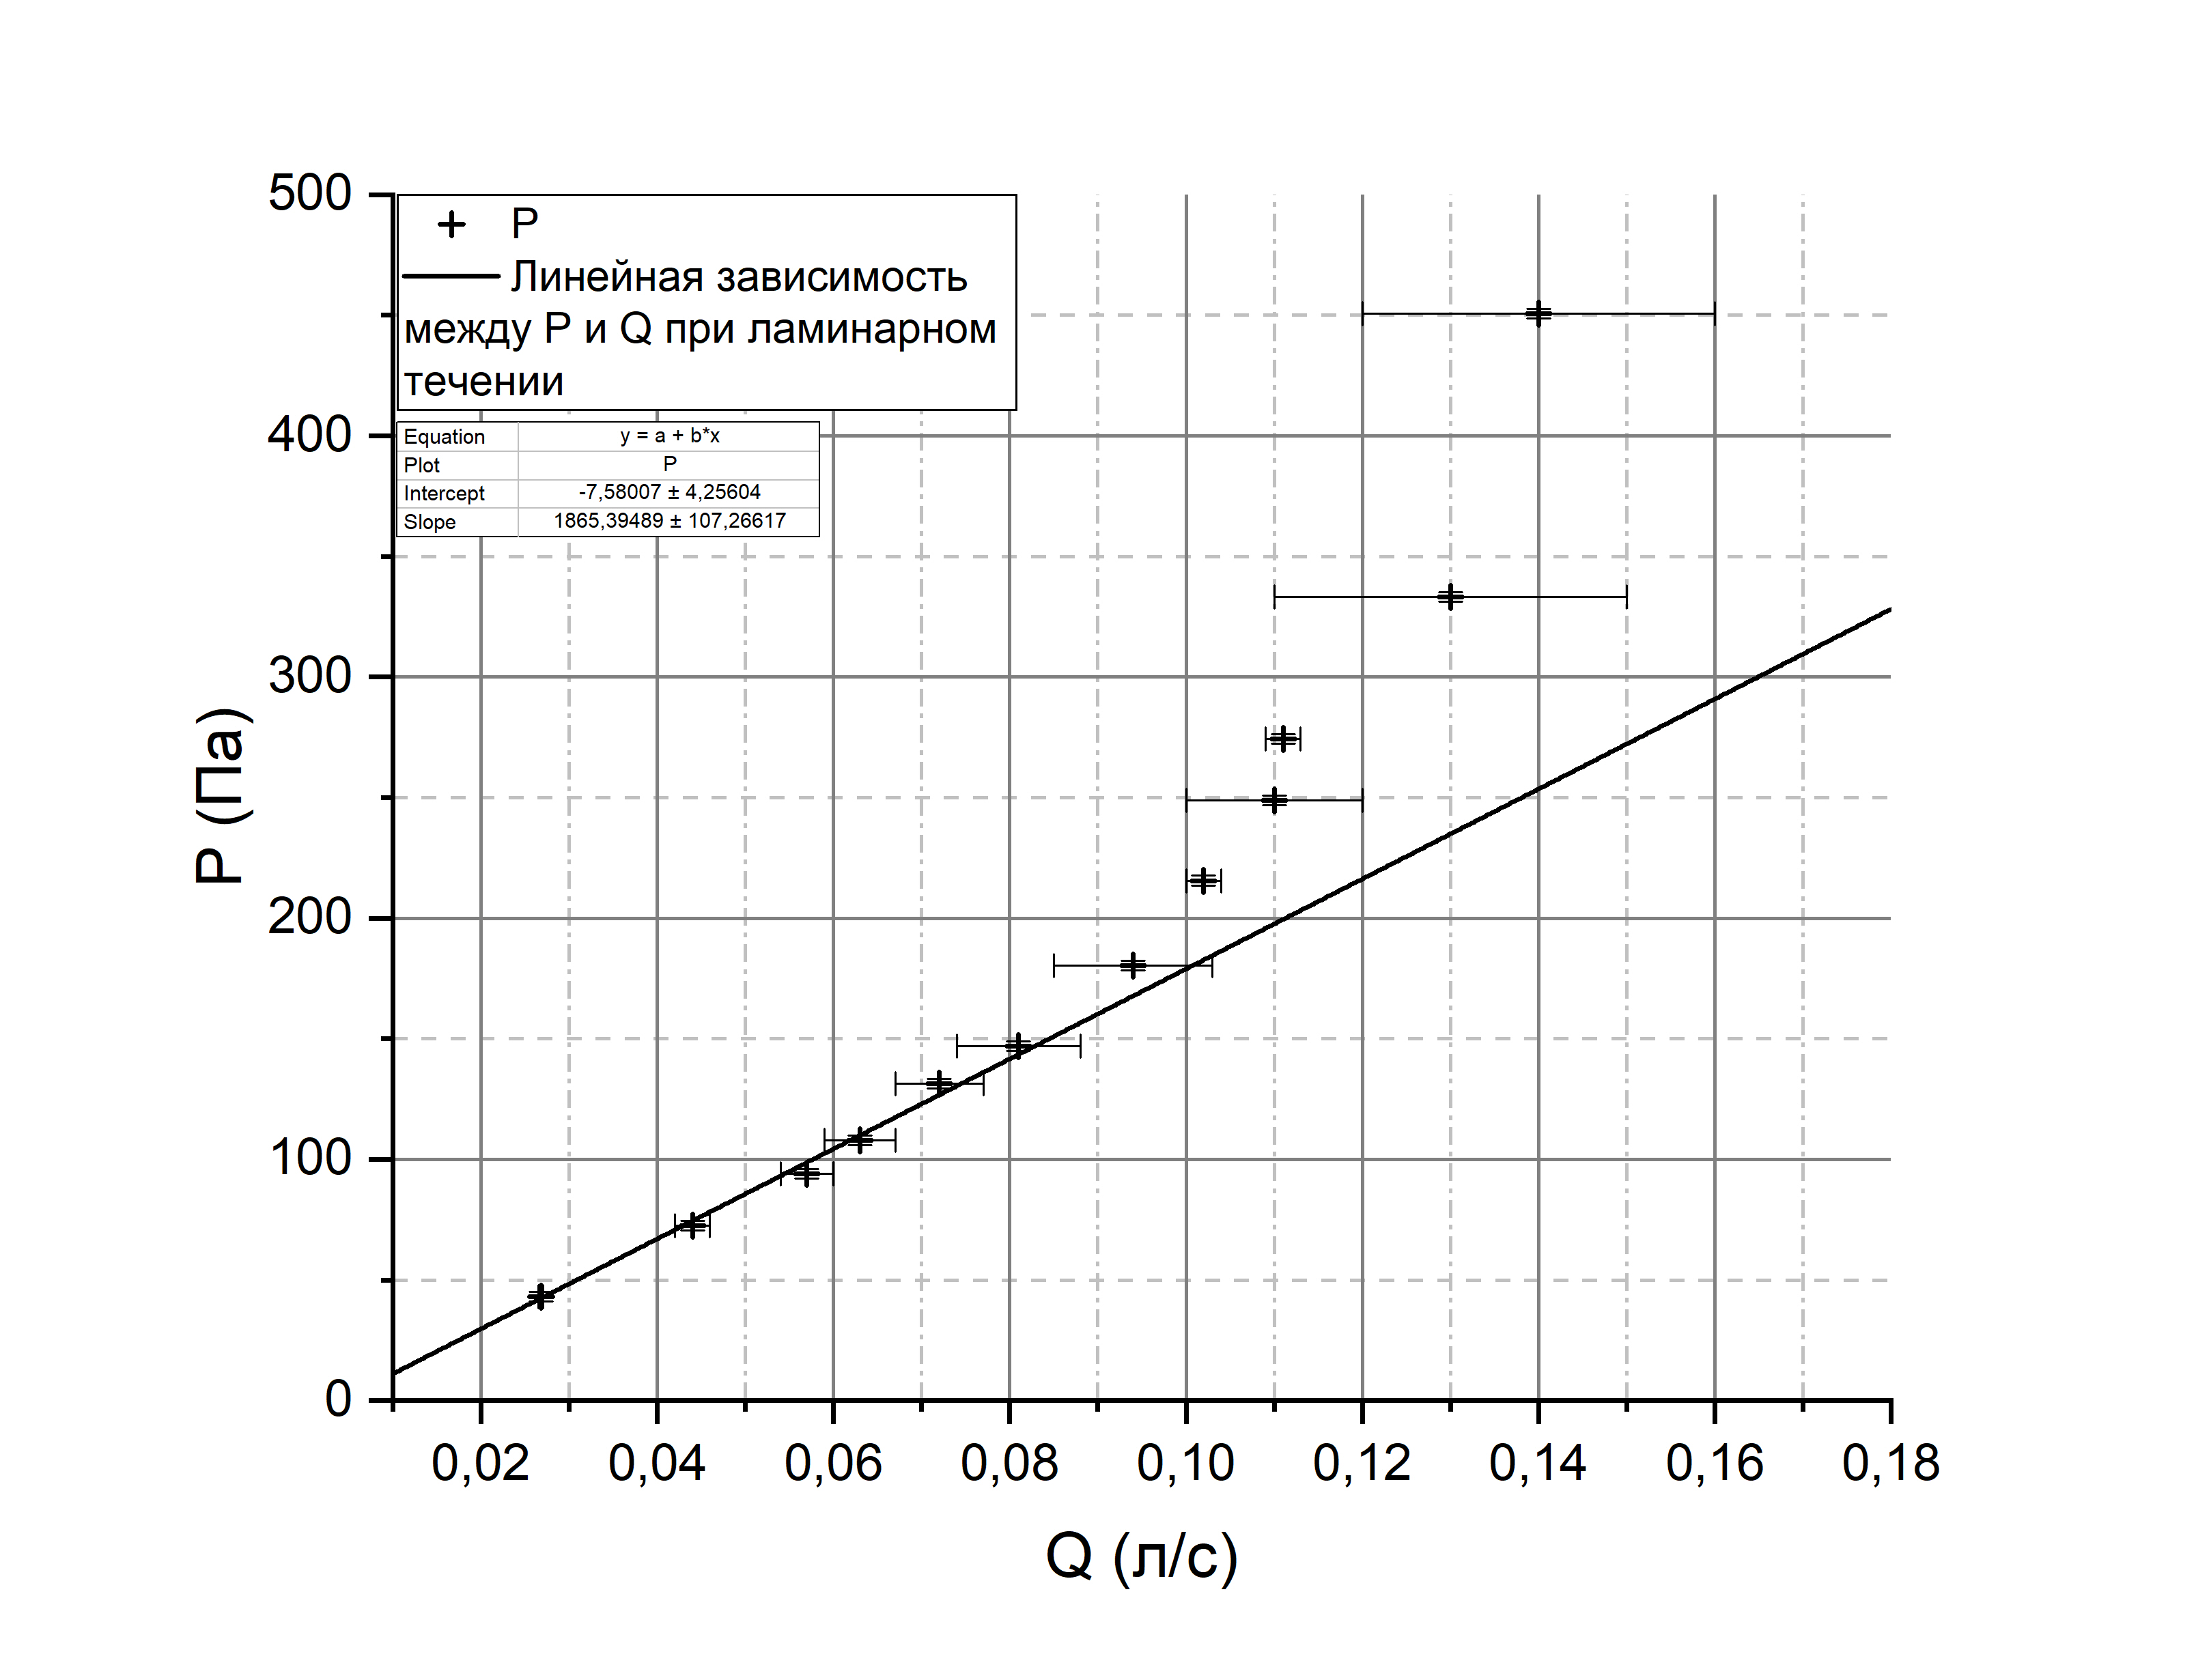 500
400
300
200
100
0
P (Па)
P
Линейная зависимость
между P и Q при ламинарном
течении
Equation y = a + b*x
Plot P
Intercept -7,58007 ± 4,25604
Slope 1865,39489 ± 107,26617
0,02 0,04 0,06 0,08 0,10 0,12 0,14 0,16 0,18
Q (л/с)